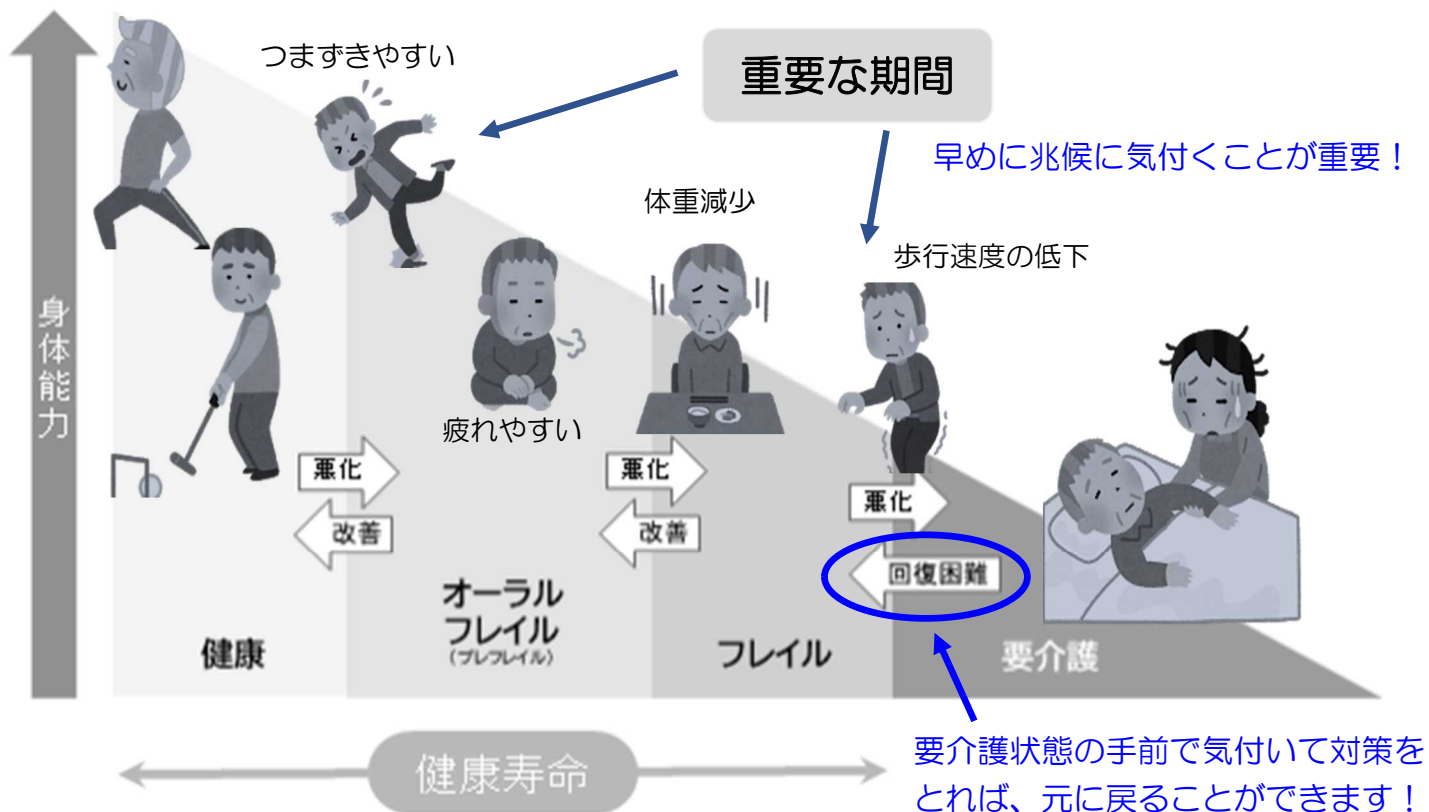 つまずきやすい
重要な期間
早めに兆候に気付くことが重要！
体重減少
歩行速度の低下
身体能力
疲れやすい
悪化
改善
悪化
改善
悪化
回復困難
健康
オーラル
フレイル
(プレフレイル)
フレイル
要介護
健康寿命
要介護状態の手前で気付いて対策を
とれば、元に戻ることができます！